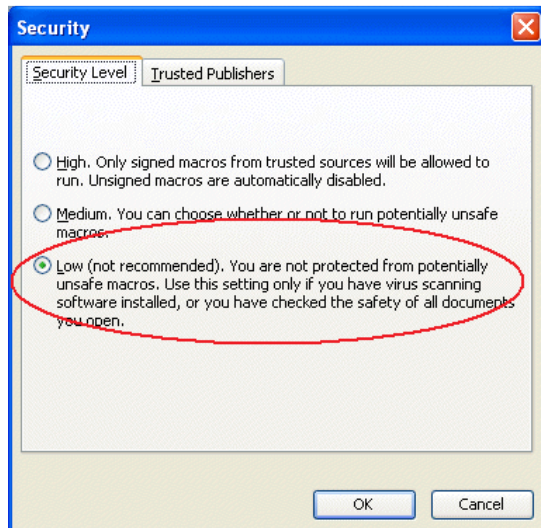 Security
Security Level Trusted Publishers
High. Only signed macros from trusted sources will be allowed to
run. Unsigned macros are automatically disabled.
Medium. You can choose whether or not to run potentially unsafe
macros.
Low (not recommended). You are not protected from potentially
unsafe macros. Use this setting only if you have virus scanning
software installed, or you have checked the safety of all documents
you open.
OK Cancel